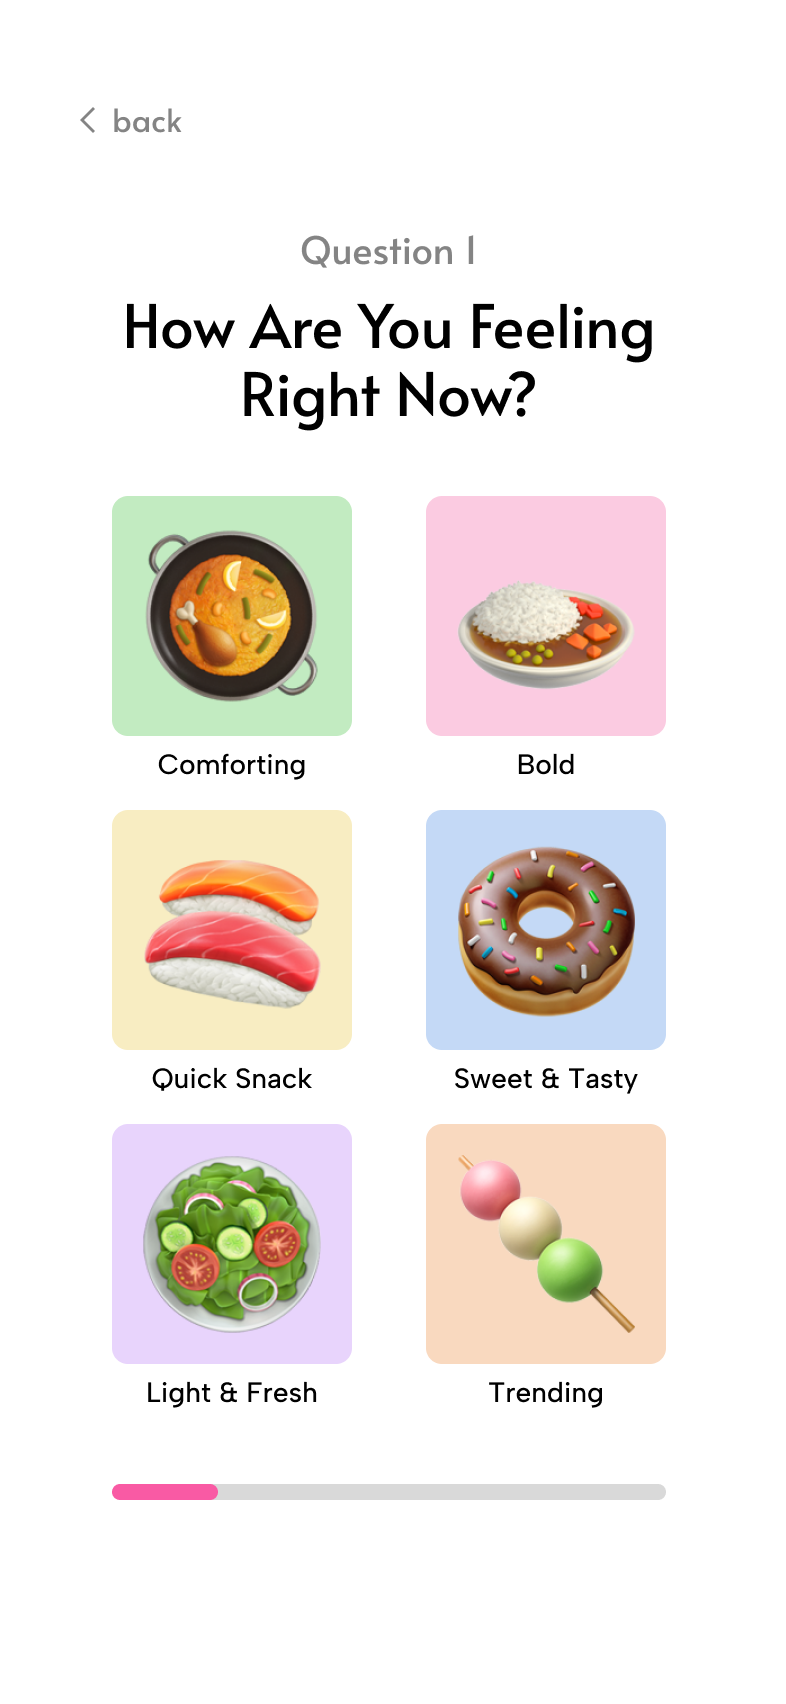 back
Question 1
How Are You Feeling
Right Now?
Comforting
Bold
Quick Snack
Sweet & Tasty
Light & Fresh
Trending